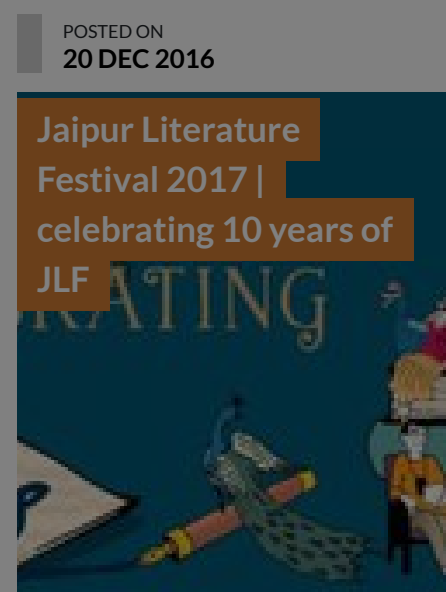 POSTED ON
20 DEC 2016
Jaipur Literature
Festival 2017 |
celebrating 10 years of
JLF
RATING